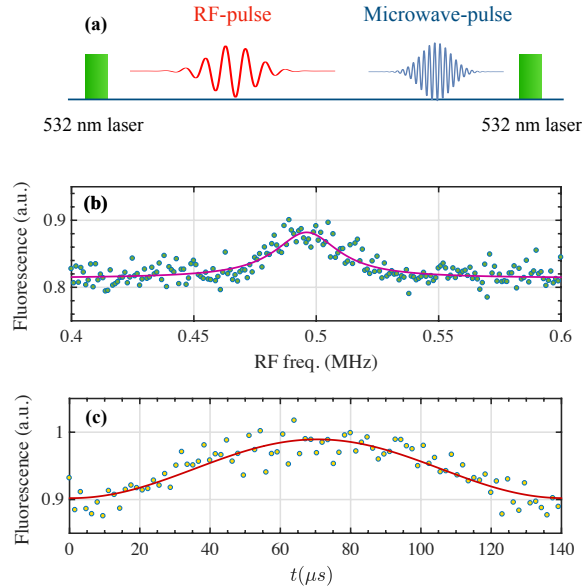 (a)
RF-pulse
Microwave-pulse
532 nm laser
532 nm laser
(b)
Fluorescence (a.u.)
0.9
0.8
0.4
0.45
0.5
0.55
0.6
RF freq. (MHz)
(c)
Fluorescence (a.u.)
1
0.9
0
20
40
60
80
100
120
140
t(μs)